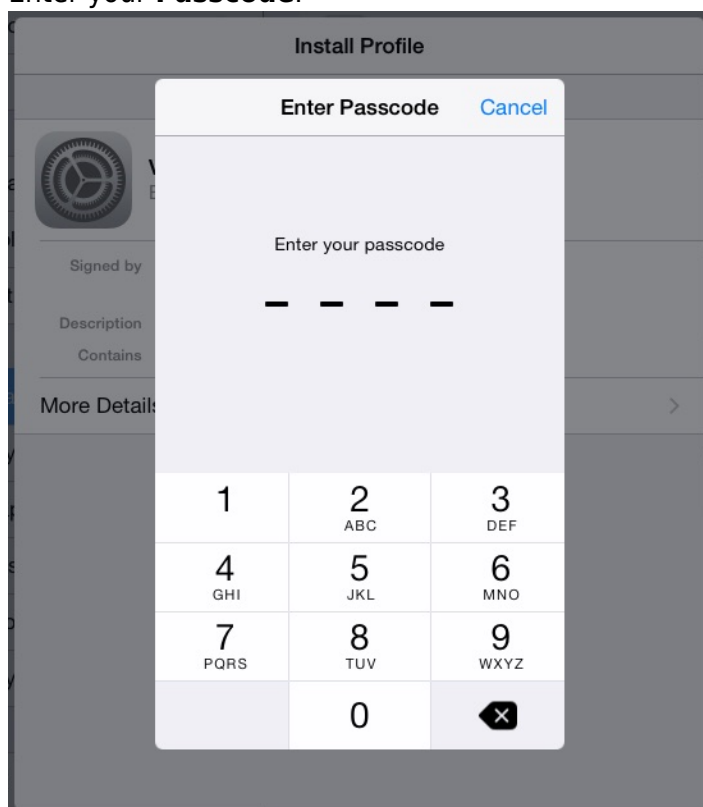 Enter your Passcode.
Install Profile
Enter Passcode Cancel
Enter your passcode
Signed by
Description
Contains
More Details
1 2 3
ABC DEF
4 5 6
GHI JKL MNO
7 8 9
PQRS TUV WXYZ
0